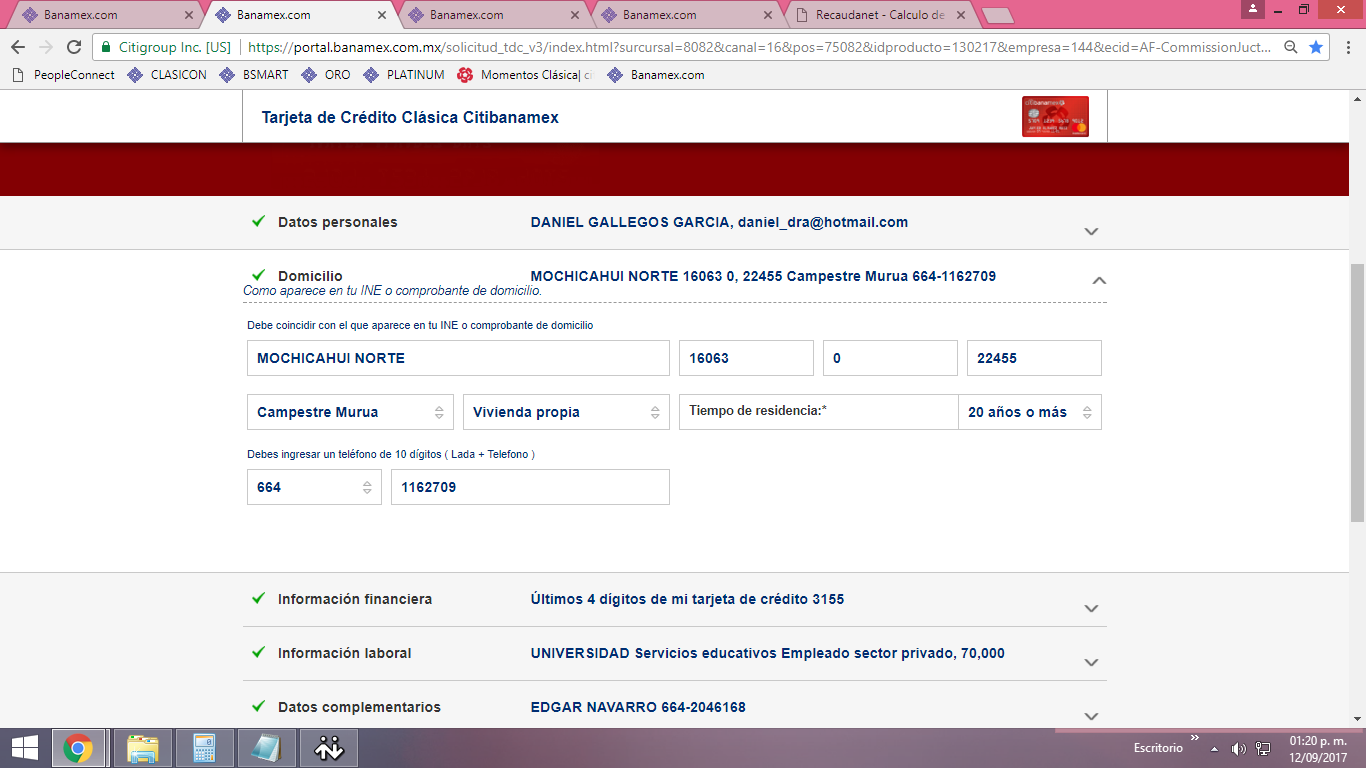 Banamex.com
Banamex.com
Banamex.com
Banamex.com
Recaudanet - Calculo de
Citigroup Inc. [US]
https://portal.banamex.com.mx/solicitud_tdc_v3/index.html?surcursal=8082&canal=16&pos=75082&idproducto=130217&empresa=144&ecid=AF-CommissionJuct...
PeopleConnect
CLASICON
BSMART
ORO
PLATINUM
Momentos Clásica| ci
Banamex.com
Tarjeta de Crédito Clásica Citibanamex
Datos personales
DANIEL GALLEGOS GARCIA, daniel_dra@hotmail.com
Domicilio
MOCHICAHUI NORTE 16063 0, 22455 Campestre Murua 664-1162709
Como aparece en tu INE o comprobante de domicilio.
Debe coincidir con el que aparece en tu INE o comprobante de domicilio
MOCHICAHUI NORTE
16063
0
22455
Campestre Murua
Vivienda propia
Tiempo de residencia:*
20 años o más
Debes ingresar un teléfono de 10 dígitos ( Lada + Telefono )
664
1162709
Información financiera
Últimos 4 dígitos de mi tarjeta de crédito 3155
Información laboral
UNIVERSIDAD Servicios educativos Empleado sector privado, 70,000
Datos complementarios
EDGAR NAVARRO 664-2046168
Escritorio
01:20 p. m.
12/09/2017